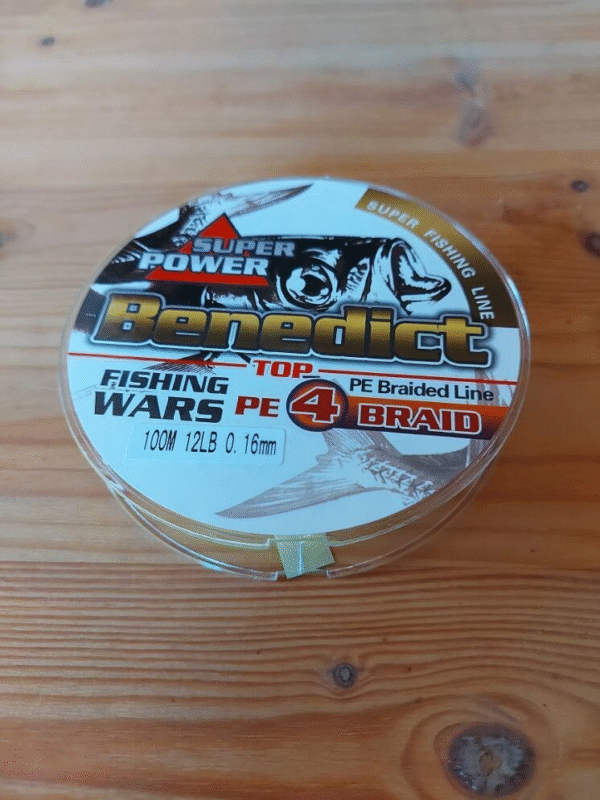 SUPER FISHING LINE
SUPER
POWER
Benedict
TOP
FISHING
WARS
PE 4 BRAID
PE Braided Line
100M 12LB 0.16mm